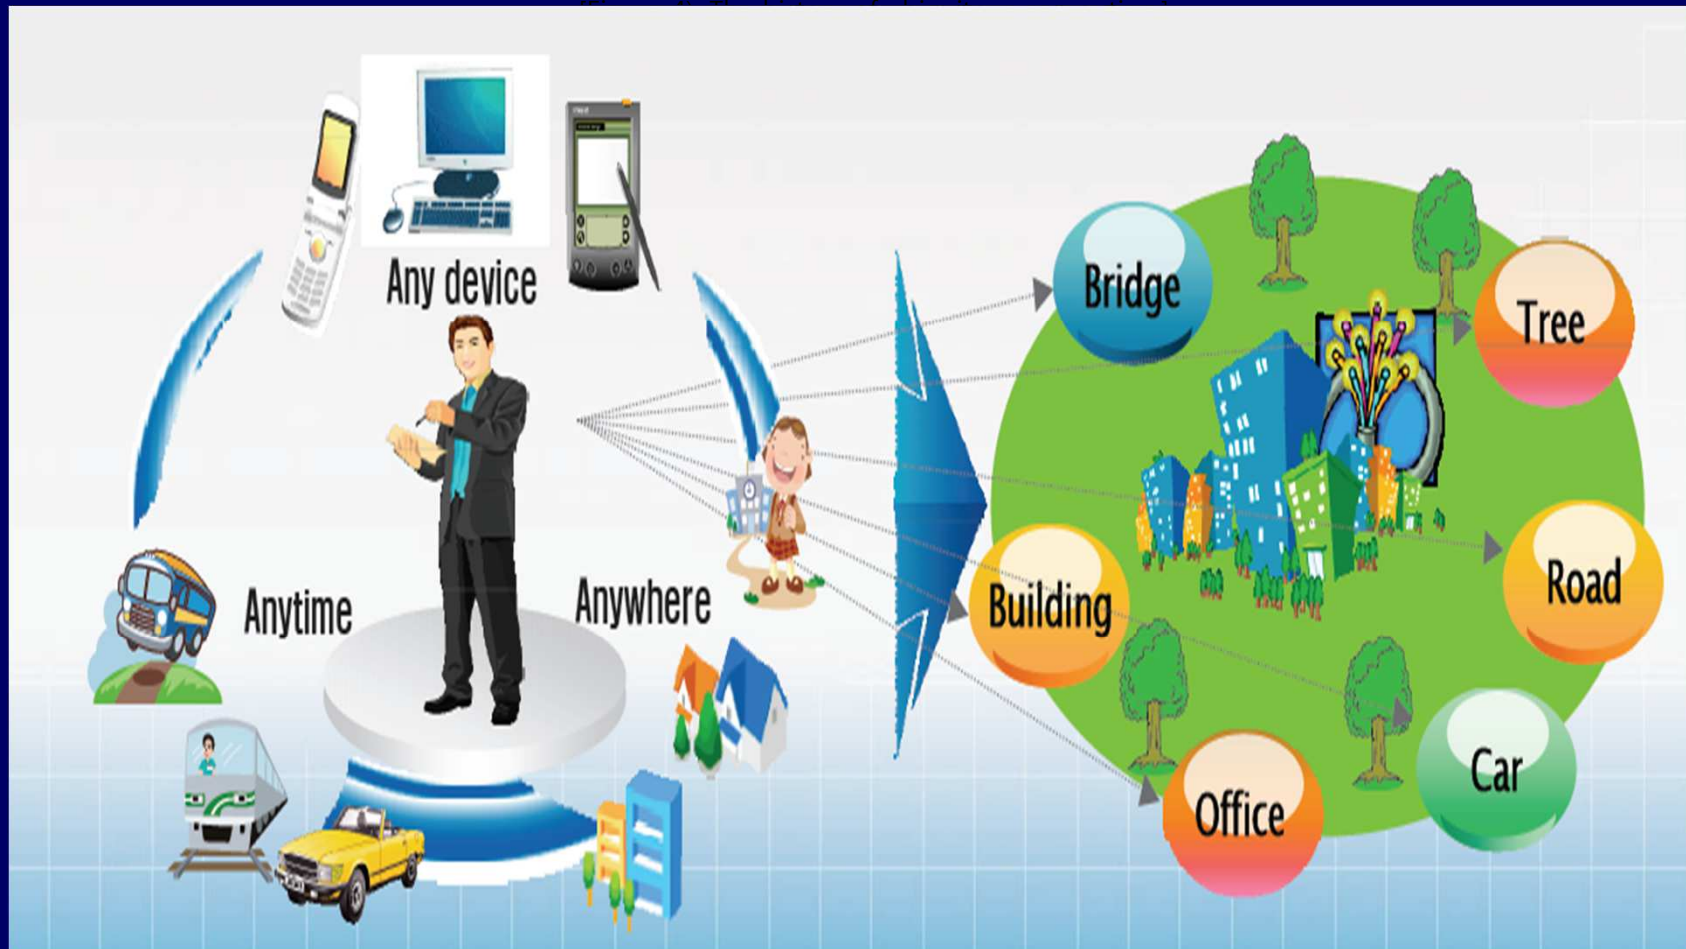 Any device
Anytime
Anywhere
Bridge
Tree
Building
Road
Car
Office